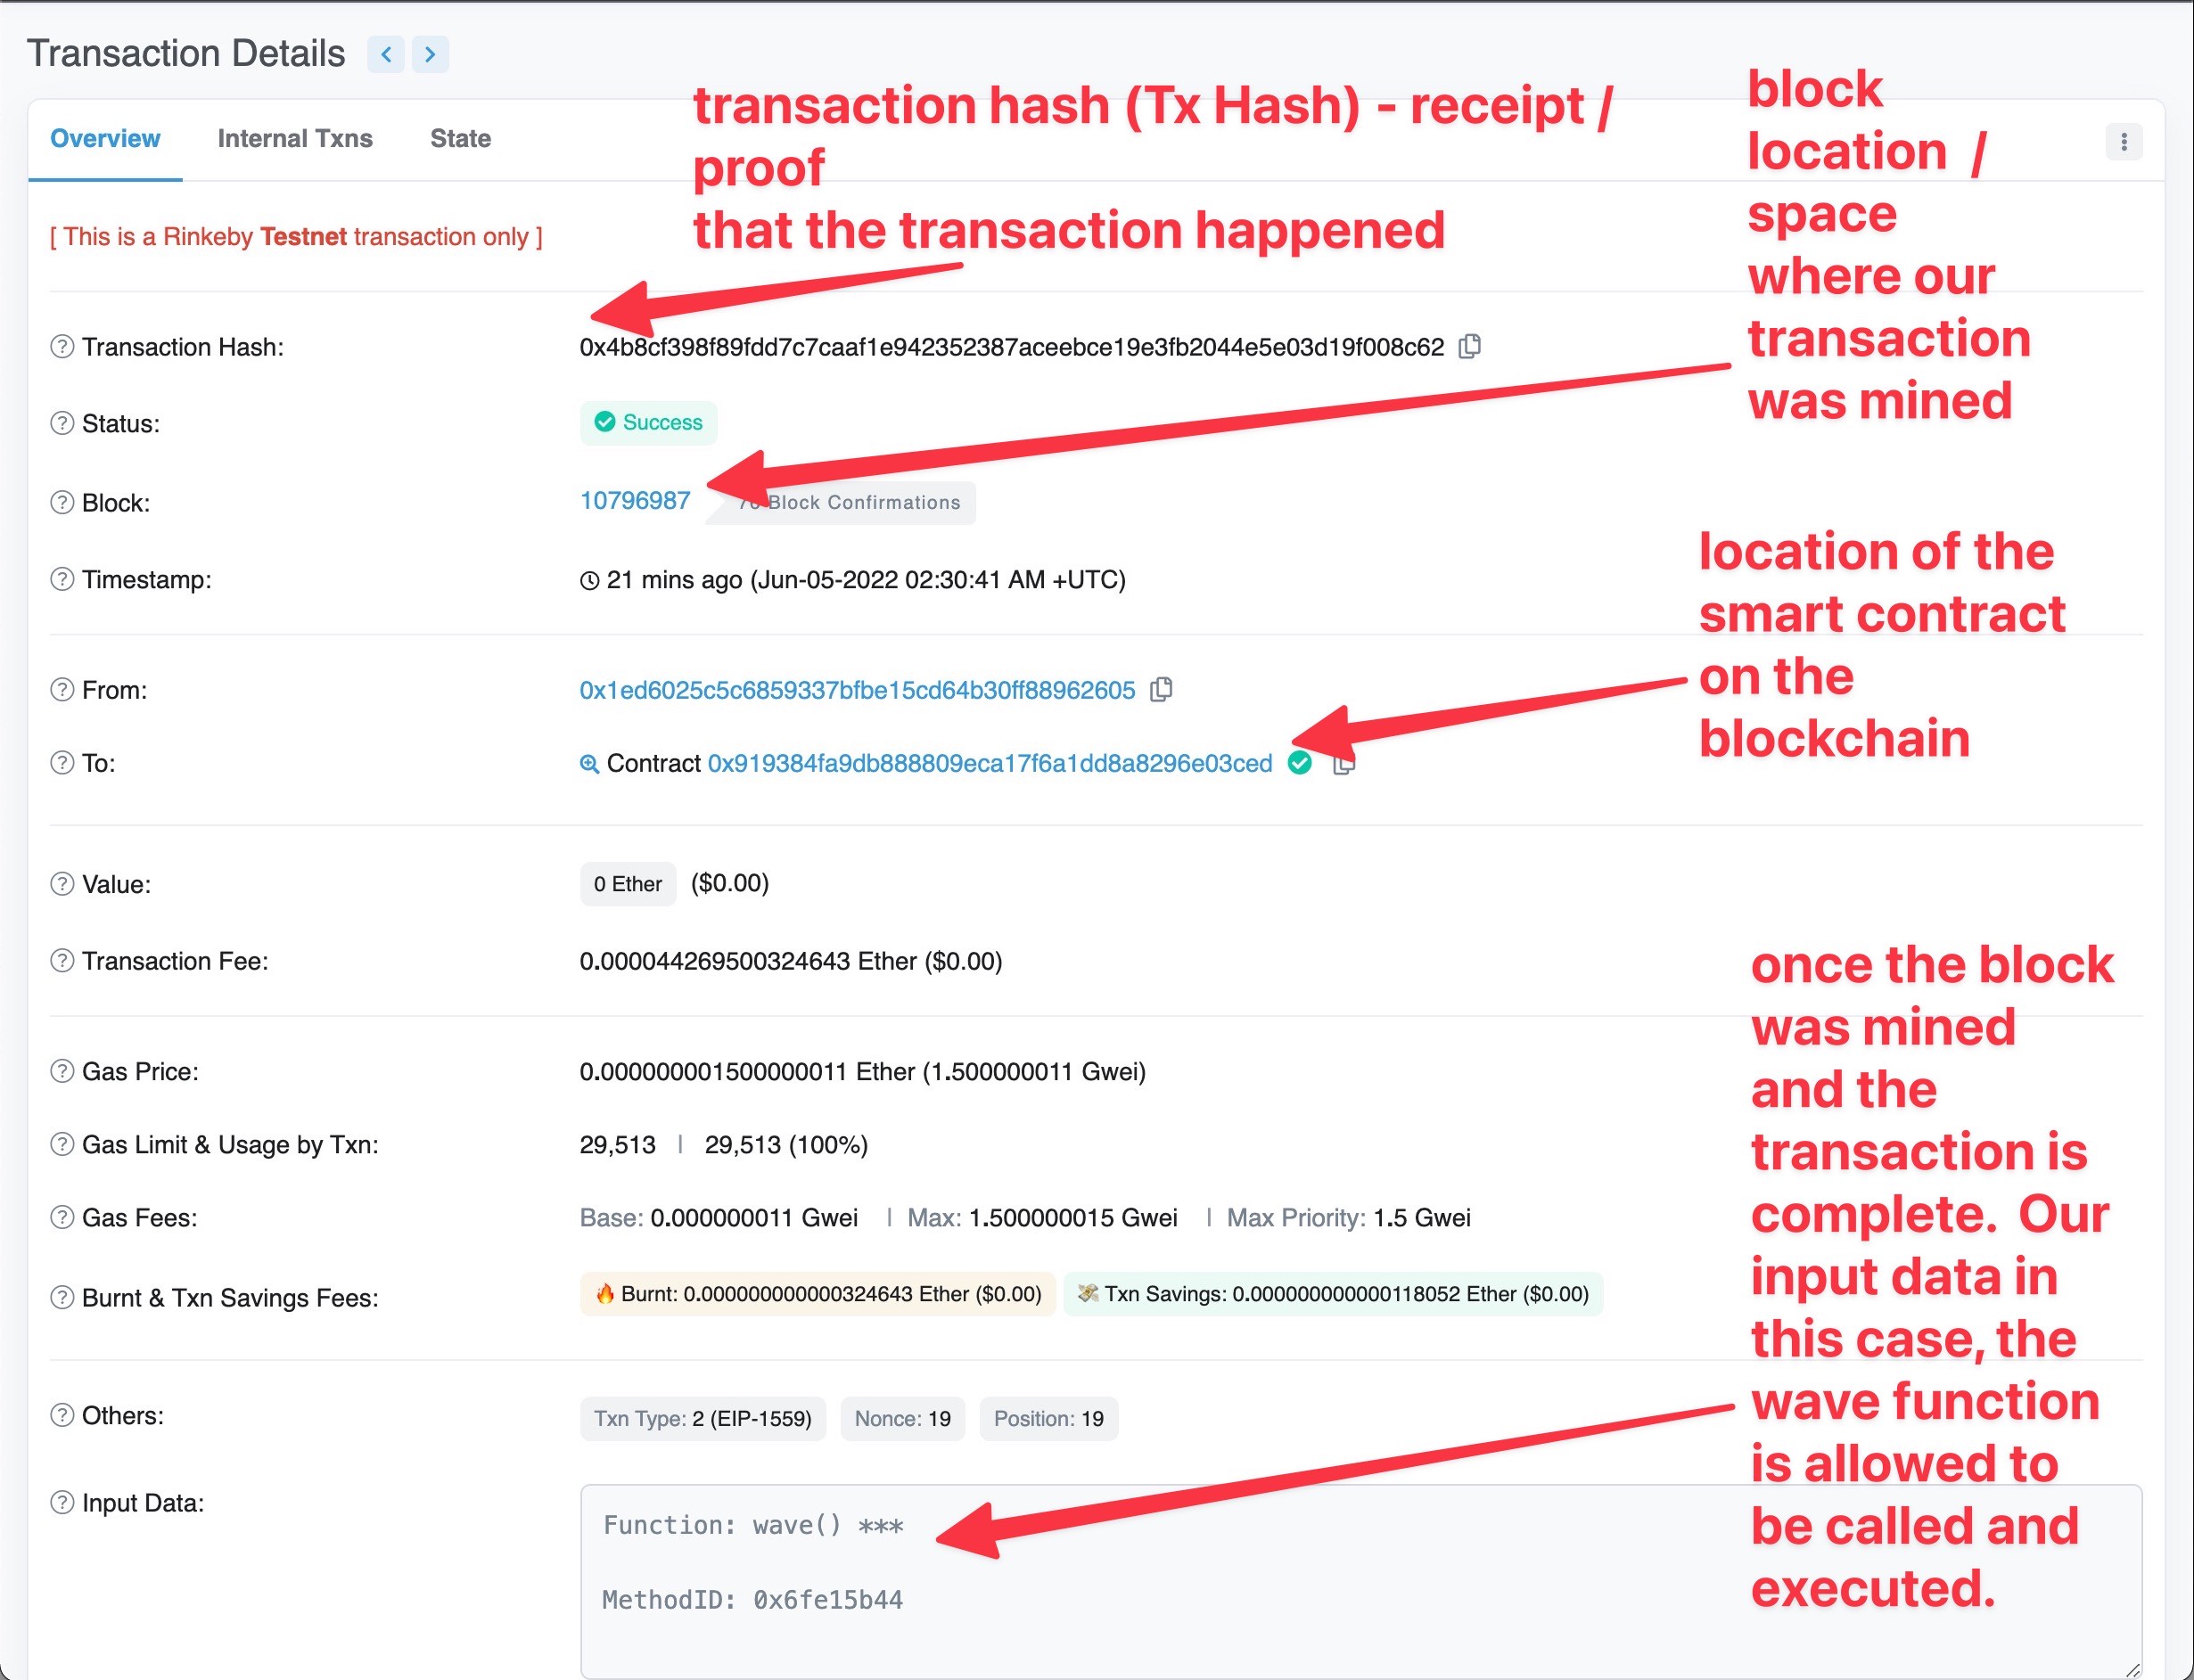 Transaction Details
transaction hash (Tx Hash) - receipt /
proof
that the transaction happened
block
location /
space
where our
transaction
was mined
Overview Internal Txns State
[ This is a Rinkeby Testnet transaction only ]
Transaction Hash: 0x4b8cf398f89fdd7c7caaf1e942352387aceebce19e3fb2044e5e03d19f008c62
Status: Success
Block: 10796987 Block Confirmations
Timestamp: 21 mins ago (Jun-05-2022 02:30:41 AM +UTC)
location of the
smart contract
on the
blockchain
From: 0x1ed6025c5c6859337bfbe15cd64b30ff88962605
To: Contract 0x919384fa9db888809eca17f6a1dd8a8296e03ced
Value: 0 Ether ($0.00)
Transaction Fee: 0.000044269500324643 Ether ($0.00)
Gas Price: 0.000000001500000011 Ether (1.500000011 Gwei)
Gas Limit & Usage by Txn: 29,513 | 29,513 (100%)
Gas Fees: Base: 0.000000011 Gwei | Max: 1.500000015 Gwei | Max Priority: 1.5 Gwei
Burnt & Txn Savings Fees: 🔥 Burnt: 0.000000000000324643 Ether ($0.00) 💸 Txn Savings: 0.000000000000118052 Ether ($0.00)
Others: Txn Type: 2 (EIP-1559) Nonce: 19 Position: 19
Input Data: Function: wave() ***
MethodID: 0x6fe15b44
once the block
was mined
and the
transaction is
complete. Our
input data in
this case, the
wave function
is allowed to
be called and
executed.